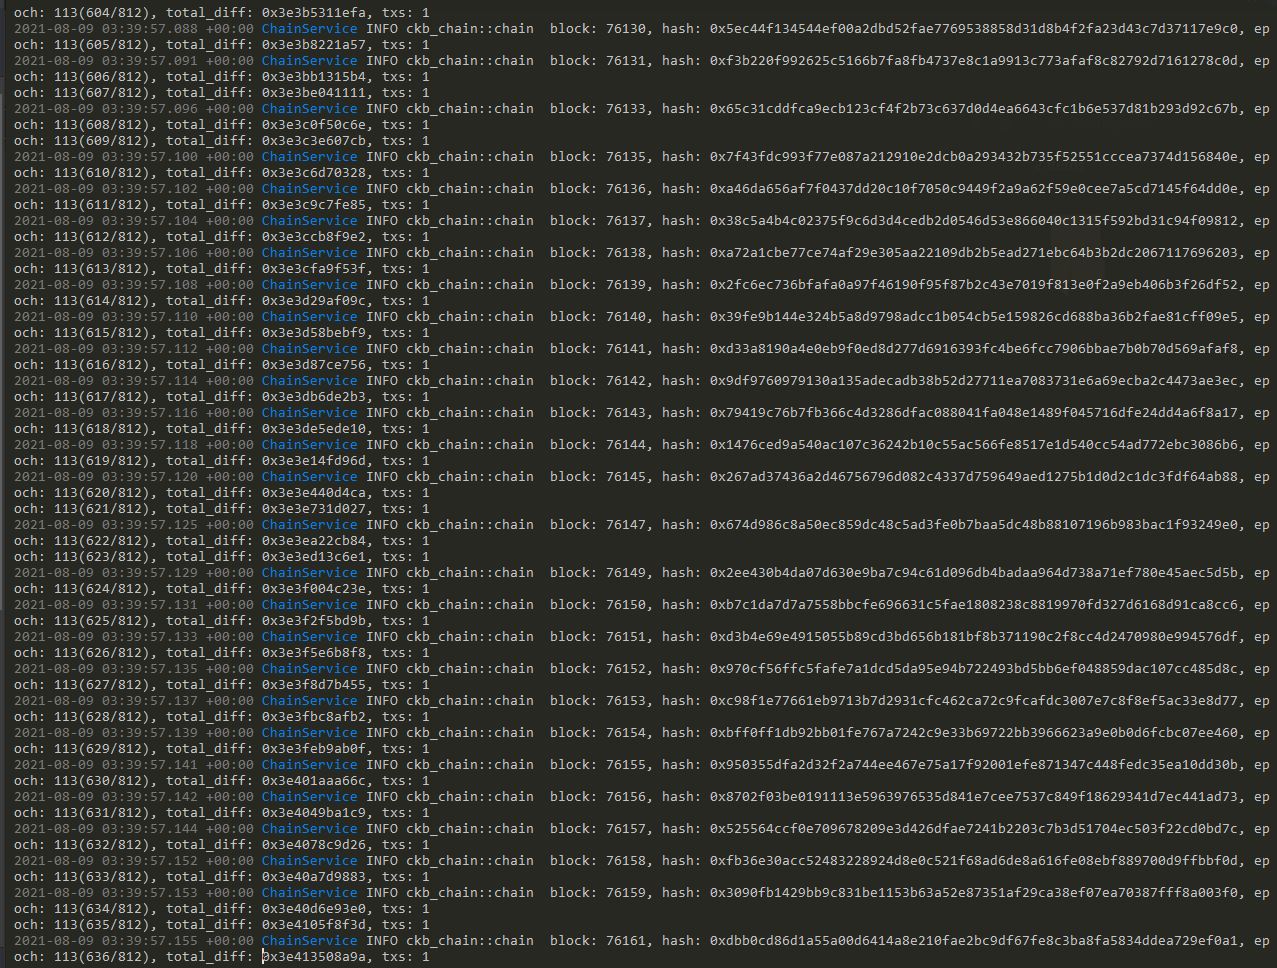 och: 113(604/812), total_diff: 0x3e3b5311efa, txs: 1
2021-08-09 03:39:57.088 +00:00 ChainService INFO ckb_chain::chain  block: 76130, hash: 0x5ec44f134544ef00a2dbd52fae7769538858d31d8b4f2fa23d43c7d37117e9c0, ep
och: 113(605/812), total_diff: 0x3e3b8221a57, txs: 1
2021-08-09 03:39:57.091 +00:00 ChainService INFO ckb_chain::chain  block: 76131, hash: 0xf3b220f992625c5166b7fa8fb4737e8c1a9913c773afaf8c82792d7161278c0d, ep
och: 113(606/812), total_diff: 0x3e3bb1315b4, txs: 1
och: 113(607/812), total_diff: 0x3e3be041111, txs: 1
2021-08-09 03:39:57.096 +00:00 ChainService INFO ckb_chain::chain  block: 76133, hash: 0x65c31cddfca9ecb123cf4f2b73c637d0d4ea6643cfc1b6e537d81b293d92c67b, ep
och: 113(608/812), total_diff: 0x3e3c0f50c6e, txs: 1
och: 113(609/812), total_diff: 0x3e3c3e607cb, txs: 1
2021-08-09 03:39:57.100 +00:00 ChainService INFO ckb_chain::chain  block: 76135, hash: 0x7f43fdc993f77e087a212910e2dcb0a293432b735f52551cccea7374d156840e, ep
och: 113(610/812), total_diff: 0x3e3c6d70328, txs: 1
2021-08-09 03:39:57.102 +00:00 ChainService INFO ckb_chain::chain  block: 76136, hash: 0xa46da656af7f0437dd20c10f7050c9449f2a9a62f59e0cee7a5cd7145f64dd0e, ep
och: 113(611/812), total_diff: 0x3e3c9c7fe85, txs: 1
2021-08-09 03:39:57.104 +00:00 ChainService INFO ckb_chain::chain  block: 76137, hash: 0x38c5a4b4c02375f9c6d3d4cedb2d0546d53e866040c1315f592bd31c94f09812, ep
och: 113(612/812), total_diff: 0x3e3ccb8f9e2, txs: 1
2021-08-09 03:39:57.106 +00:00 ChainService INFO ckb_chain::chain  block: 76138, hash: 0xa72a1cbe77ce74af29e305aa22109db2b5ead271ebc64b3b2dc2067117696203, ep
och: 113(613/812), total_diff: 0x3e3cfa9f53f, txs: 1
2021-08-09 03:39:57.108 +00:00 ChainService INFO ckb_chain::chain  block: 76139, hash: 0x2fc6ec736bfafa0a97f46190f95f87b2c43e7019f813e0f2a9eb406b3f26df52, ep
och: 113(614/812), total_diff: 0x3e3d29af09c, txs: 1
2021-08-09 03:39:57.110 +00:00 ChainService INFO ckb_chain::chain  block: 76140, hash: 0x39fe9b144e324b5a8d9798adcc1b054cb5e159826cd688ba36b2fae81cff09e5, ep
och: 113(615/812), total_diff: 0x3e3d58bebf9, txs: 1
2021-08-09 03:39:57.112 +00:00 ChainService INFO ckb_chain::chain  block: 76141, hash: 0xd33a8190a4e0eb9f0ed8d277d6916393fc4be6fcc7906bbae7b0b70d569afaf8, ep
och: 113(616/812), total_diff: 0x3e3d87ce756, txs: 1
2021-08-09 03:39:57.114 +00:00 ChainService INFO ckb_chain::chain  block: 76142, hash: 0x9df9760979130a135adecadb38b52d27711ea7083731e6a69ecba2c4473ae3ec, ep
och: 113(617/812), total_diff: 0x3e3db6de2b3, txs: 1
2021-08-09 03:39:57.116 +00:00 ChainService INFO ckb_chain::chain  block: 76143, hash: 0x79419c76b7fb366c4d3286dfac088041fa048e1489f045716dfe24dd4a6f8a17, ep
och: 113(618/812), total_diff: 0x3e3de5ede10, txs: 1
2021-08-09 03:39:57.118 +00:00 ChainService INFO ckb_chain::chain  block: 76144, hash: 0x1476ced9a540ac107c36242b10c55ac566fe8517e1d540cc54ad772ebc3086b6, ep
och: 113(619/812), total_diff: 0x3e3e14fd96d, txs: 1
2021-08-09 03:39:57.120 +00:00 ChainService INFO ckb_chain::chain  block: 76145, hash: 0x267ad37436a2d46756796d082c4337d759649aed1275b1d0d2c1dc3fdf64ab88, ep
och: 113(620/812), total_diff: 0x3e3e440d4ca, txs: 1
och: 113(621/812), total_diff: 0x3e3e731d027, txs: 1
2021-08-09 03:39:57.125 +00:00 ChainService INFO ckb_chain::chain  block: 76147, hash: 0x674d986c8a50ec859dc48c5ad3fe0b7baa5dc48b88107196b983bac1f93249e0, ep
och: 113(622/812), total_diff: 0x3e3ea22cb84, txs: 1
och: 113(623/812), total_diff: 0x3e3ed13c6e1, txs: 1
2021-08-09 03:39:57.129 +00:00 ChainService INFO ckb_chain::chain  block: 76149, hash: 0x2ee430b4da07d630e9ba7c94c61d096db4badaa964d738a71ef780e45aec5d5b, ep
och: 113(624/812), total_diff: 0x3e3f004c23e, txs: 1
2021-08-09 03:39:57.131 +00:00 ChainService INFO ckb_chain::chain  block: 76150, hash: 0xb7c1da7d7a7558bbcfe696631c5fae1808238c8819970fd327d6168d91ca8cc6, ep
och: 113(625/812), total_diff: 0x3e3f2f5bd9b, txs: 1
2021-08-09 03:39:57.133 +00:00 ChainService INFO ckb_chain::chain  block: 76151, hash: 0xd3b4e69e4915055b89cd3bd656b181bf8b371190c2f8cc4d2470980e994576df, ep
och: 113(626/812), total_diff: 0x3e3f5e6b8f8, txs: 1
2021-08-09 03:39:57.135 +00:00 ChainService INFO ckb_chain::chain  block: 76152, hash: 0x970cf56ffc5fafe7a1dcd5da95e94b722493bd5bb6ef048859dac107cc485d8c, ep
och: 113(627/812), total_diff: 0x3e3f8d7b455, txs: 1
2021-08-09 03:39:57.137 +00:00 ChainService INFO ckb_chain::chain  block: 76153, hash: 0xc98f1e77661eb9713b7d2931cfc462ca72c9fcafdc3007e7c8f8ef5ac33e8d77, ep
och: 113(628/812), total_diff: 0x3e3fbc8afb2, txs: 1
2021-08-09 03:39:57.139 +00:00 ChainService INFO ckb_chain::chain  block: 76154, hash: 0xbff0ff1db92bb01fe767a7242c9e33b69722bb3966623a9e0b0d6fcbc07ee460, ep
och: 113(629/812), total_diff: 0x3e3feb9ab0f, txs: 1
2021-08-09 03:39:57.141 +00:00 ChainService INFO ckb_chain::chain  block: 76155, hash: 0x950355dfa2d32f2a744ee467e75a17f92001efe871347c448fedc35ea10dd30b, ep
och: 113(630/812), total_diff: 0x3e401aaa66c, txs: 1
2021-08-09 03:39:57.142 +00:00 ChainService INFO ckb_chain::chain  block: 76156, hash: 0x8702f03be0191113e5963976535d841e7cee7537c849f18629341d7ec441ad73, ep
och: 113(631/812), total_diff: 0x3e4049ba1c9, txs: 1
2021-08-09 03:39:57.144 +00:00 ChainService INFO ckb_chain::chain  block: 76157, hash: 0x525564ccf0e709678209e3d426dfae7241b2203c7b3d51704ec503f22cd0bd7c, ep
och: 113(632/812), total_diff: 0x3e4078c9d26, txs: 1
2021-08-09 03:39:57.152 +00:00 ChainService INFO ckb_chain::chain  block: 76158, hash: 0xfb36e30acc52483228924d8e0c521f68ad6de8a616fe08ebf889700d9ffbbf0d, ep
och: 113(633/812), total_diff: 0x3e40a7d9883, txs: 1
2021-08-09 03:39:57.153 +00:00 ChainService INFO ckb_chain::chain  block: 76159, hash: 0x3090fb1429bb9c831be1153b63a52e87351af29ca38ef07ea70387fff8a003f0, ep
och: 113(634/812), total_diff: 0x3e40d6e93e0, txs: 1
och: 113(635/812), total_diff: 0x3e4105f8f3d, txs: 1
2021-08-09 03:39:57.155 +00:00 ChainService INFO ckb_chain::chain  block: 76161, hash: 0xdbb0cd86d1a55a00d6414a8e210fae2bc9df67fe8c3ba8fa5834ddea729ef0a1, ep
och: 113(636/812), total_diff: 0x3e413508a9a, txs: 1